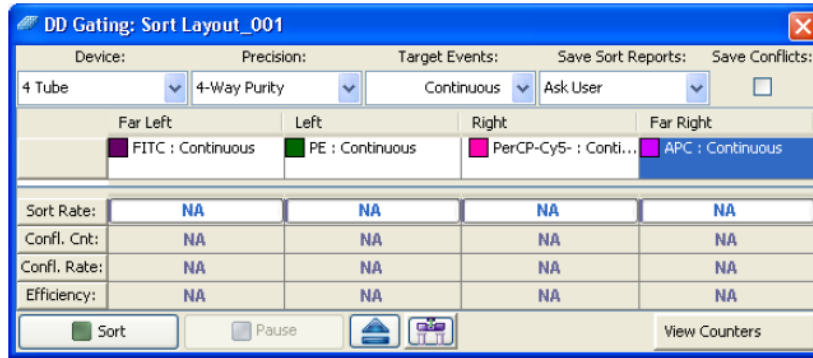 DD Gating: Sort Layout_001
Device: Precision: Target Events: Save Sort Reports: Save Conflicts:
4 Tube 4-Way Purity Continuous Ask User
Far Left Left Right Far Right
FITC : Continuous PE : Continuous PerCP-Cy5- : Conti... APC : Continuous
Sort Rate: NA NA NA NA
Confl. Cnt: NA NA NA NA
Confl. Rate: NA NA NA NA
Efficiency: NA NA NA NA
Sort Pause View Counters